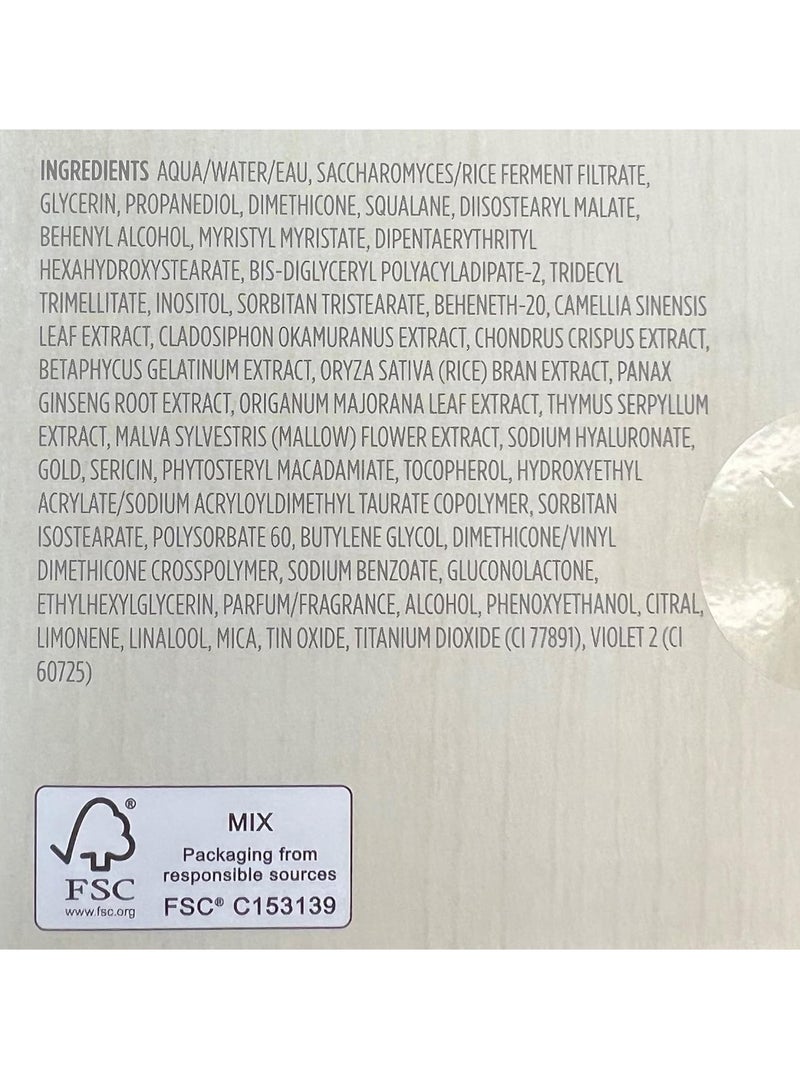 INGREDIENTS AQUA/WATER/EAU, SACCHAROMYCES/RICE FERMENT FILTRATE,
GLYCERIN, PROPANEDIOL, DIMETHICONE, SQUALANE, DIISOSTEARYL MALATE,
BEHENYL ALCOHOL, MYRISTYL MYRISTATE, DIPENTAERYTHRITYL
HEXAHYDROXYSTEARATE, BIS-DIGLYCERYL POLYACYLADIPATE-2, TRIDECYL
TRIMELLITATE, INOSITOL, SORBITAN TRISTEARATE, BEHENETH-20, CAMELLIA SINENSIS
LEAF EXTRACT, CLADOSIPHON OKAMURANUS EXTRACT, CHONDRUS CRISPUS EXTRACT,
BETAPHYCUS GELATINUM EXTRACT, ORYZA SATIVA (RICE) BRAN EXTRACT, PANAX
GINSENG ROOT EXTRACT, ORIGANUM MAJORANA LEAF EXTRACT, THYMUS SERPYLLUM
EXTRACT, MALVA SYLVESTRIS (MALLOW) FLOWER EXTRACT, SODIUM HYALURONATE,
GOLD, SERICIN, PHYTOSTERYL MACADAMIATE, TOCOPHEROL, HYDROXYETHYL
ACRYLATE/SODIUM ACRYLOYLDIMETHYL TAURATE COPOLYMER, SORBITAN
ISOSTEARATE, POLYSORBATE 60, BUTYLENE GLYCOL, DIMETHICONE/VINYL
DIMETHICONE CROSSPOLYMER, SODIUM BENZOATE, GLUCONOLACTONE,
ETHYLHEXYLGLYCERIN, PARFUM/FRAGRANCE, ALCOHOL, PHENOXYETHANOL, CITRAL,
LIMONENE, LINALOOL, MICA, TIN OXIDE, TITANIUM DIOXIDE (CI 77891), VIOLET 2 (CI
60725)
®
FSC
www.fsc.org
MIX
Packaging from
responsible sources
FSC® C153139